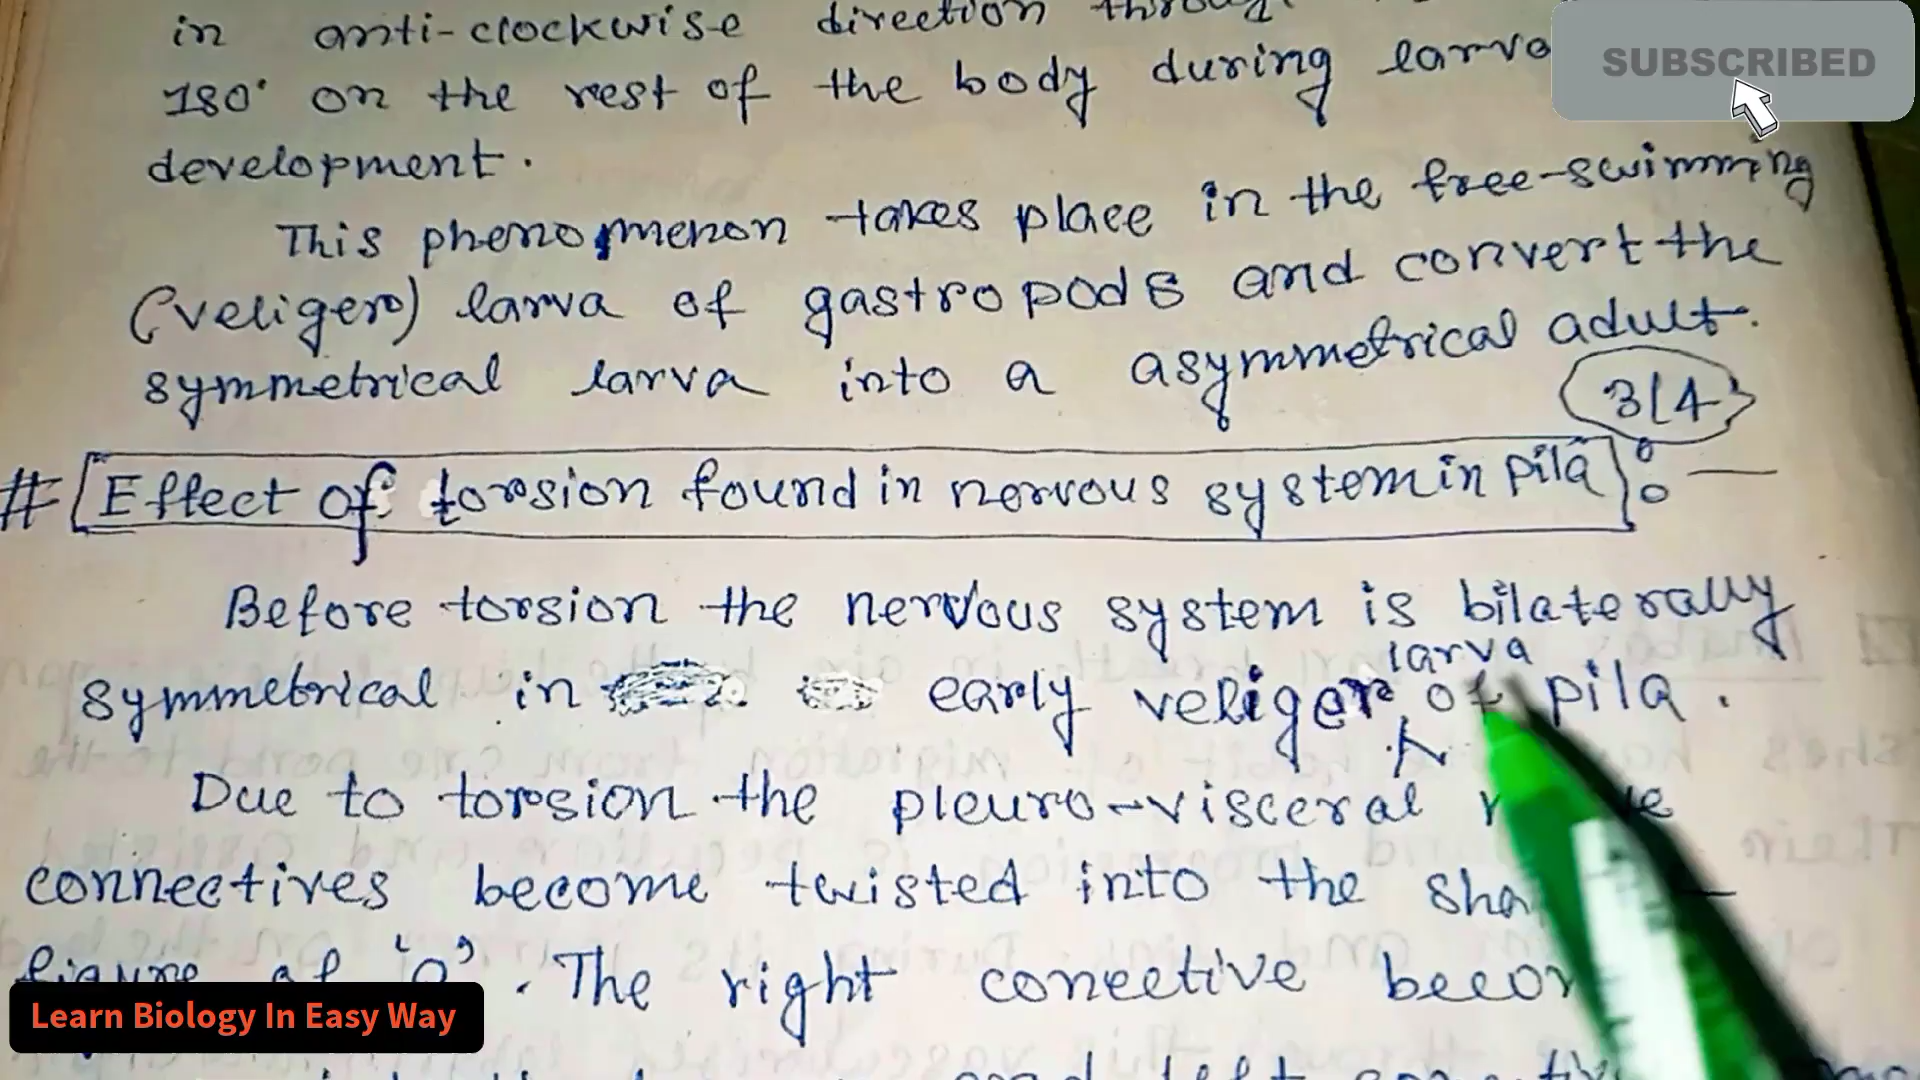 in anti-clockwise direction
180° on the rest of the body during
development.
SUBSCRIBED
This phenomenon takes place in the free-swimming
(veliger) larva of gastropods and convert the
symmetrical larva into a asymmetrical adult.
3/4
# [Effect of torsion found in nervous system in pila]:—
Before torsion the nervous system is bilaterally
larva
symmetrical in early veliger of pila.
Due to torsion the pleuro-visceral
connectives become twisted into the
figure of '8'. The right conective
Learn Biology In Easy Way